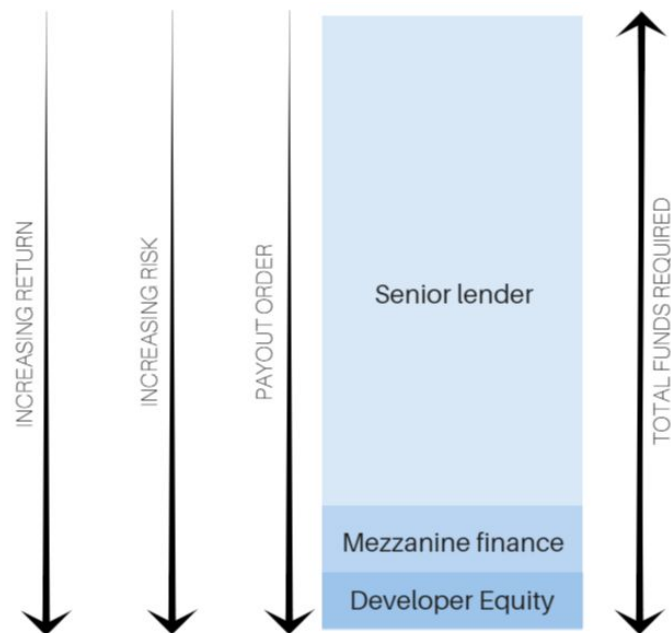 INCREASING RETURN
INCREASING RISK
PAYOUT ORDER
Senior lender
Mezzanine finance
Developer Equity
TOTAL FUNDS REQUIRED